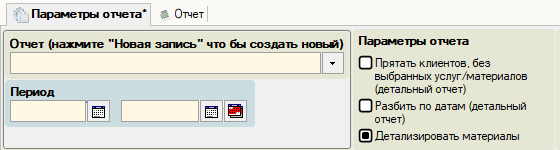 Параметры отчета*
Отчет
Отчет (нажмите "Новая запись" что бы создать новый)
Период
Параметры отчета
Прятать клиентов, без
выбранных услуг/материалов
(детальный отчет)
Разбить по датам (детальный
отчет)
Детализировать материалы